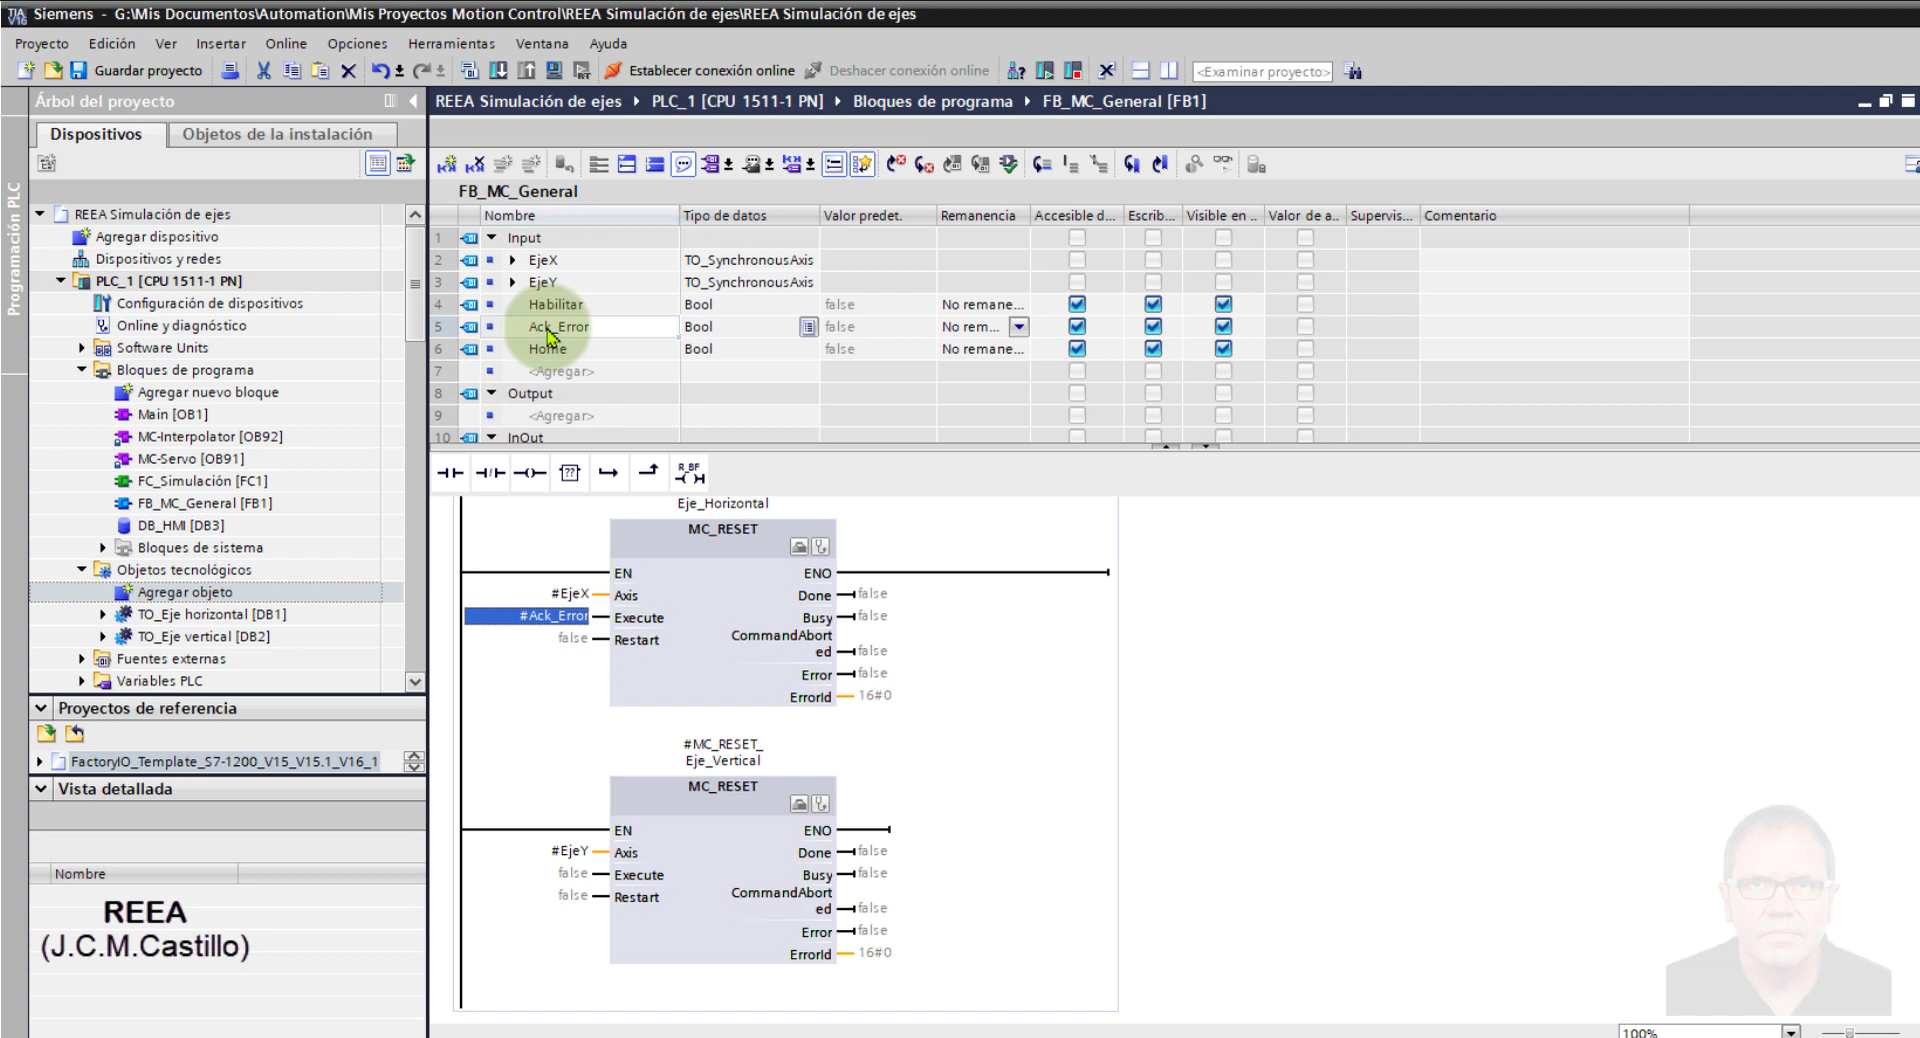 Siemens - G:\Mis Documentos\Automation\Mis Proyectos Motion Control\REEA Simulación de ejes\REEA Simulación de ejes
Proyecto Edición Ver Insertar Online Opciones Herramientas Ventana Ayuda
Guardar proyecto Establecer conexión online Deshacer conexión online <Examinar proyecto>
Árbol del proyecto
REEA Simulación de ejes PLC_1 [CPU 1511-1 PN] Bloques de programa FB_MC_General [FB1]
Dispositivos Objetos de la instalación
Programación PLC
REEA Simulación de ejes
Agregar dispositivo
Dispositivos y redes
PLC_1 [CPU 1511-1 PN]
Configuración de dispositivos
Online y diagnóstico
Software Units
Bloques de programa
Agregar nuevo bloque
Main [OB1]
MC-Interpolator [OB92]
MC-Servo [OB91]
FC_Simulación [FC1]
FB_MC_General [FB1]
DB_HMI [DB3]
Bloques de sistema
Objetos tecnológicos
Agregar objeto
TO_Eje horizontal [DB1]
TO_Eje vertical [DB2]
Fuentes externas
Variables PLC
Proyectos de referencia
FactoryIO_Template_S7-1200_V15_V15.1_V16_1
Vista detallada
Nombre
REEA
(J.C.M.Castillo)
FB_MC_General
Nombre Tipo de datos Valor predet. Remanencia Accesible d... Escrib... Visible en .. Valor de a.. Supervis... Comentario
1 Input
2 EjeX TO_SynchronousAxis
3 EjeY TO_SynchronousAxis
4 Habilitar Bool false No remane...
5 Ack_Error Bool false No rem...
6 Home Bool false No remane...
7 <Agregar>
8 Output
9 <Agregar>
10 InOut
??
R_BF
Eje_Horizontal
MC_RESET
EN ENO
#EjeX Axis Done false
#Ack_Error Execute Busy false
false Restart CommandAbort
ed false
Error false
ErrorId 16#0
#MC_RESET_
Eje_Vertical
MC_RESET
EN ENO
#EjeY Axis Done false
false Execute Busy false
false Restart CommandAbort
ed false
Error false
ErrorId 16#0
100%